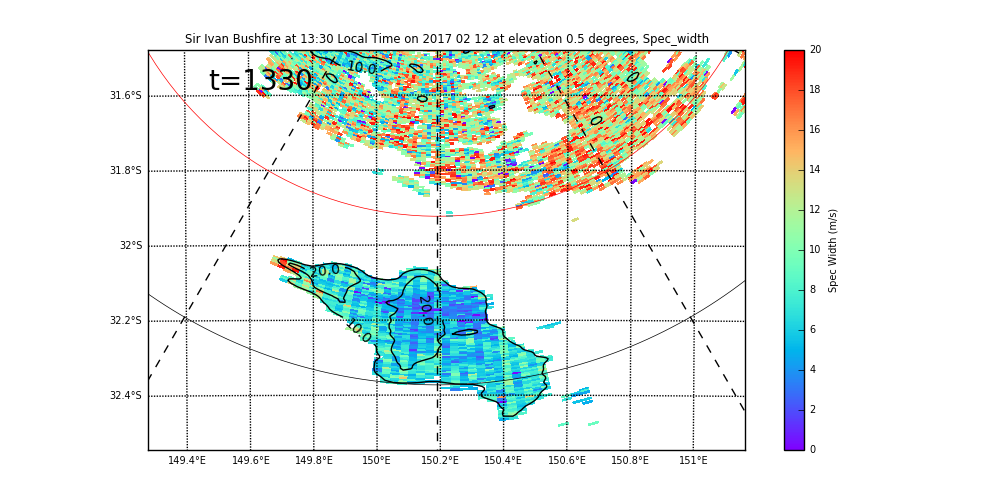 Sir Ivan Bushfire at 13:30 Local Time on 2017 02 12 at elevation 0.5 degrees, Spec_width
t=1330
10.0
0
0
0
0
0
31.6°S
31.8°S
32°S
32.2°S
32.4°S
20.0
20.0
10.0
149.4°E
149.6°E
149.8°E
150°E
150.2°E
150.4°E
150.6°E
150.8°E
151°E
20
18
16
14
12
10
8
6
4
2
0
Spec Width (m/s)